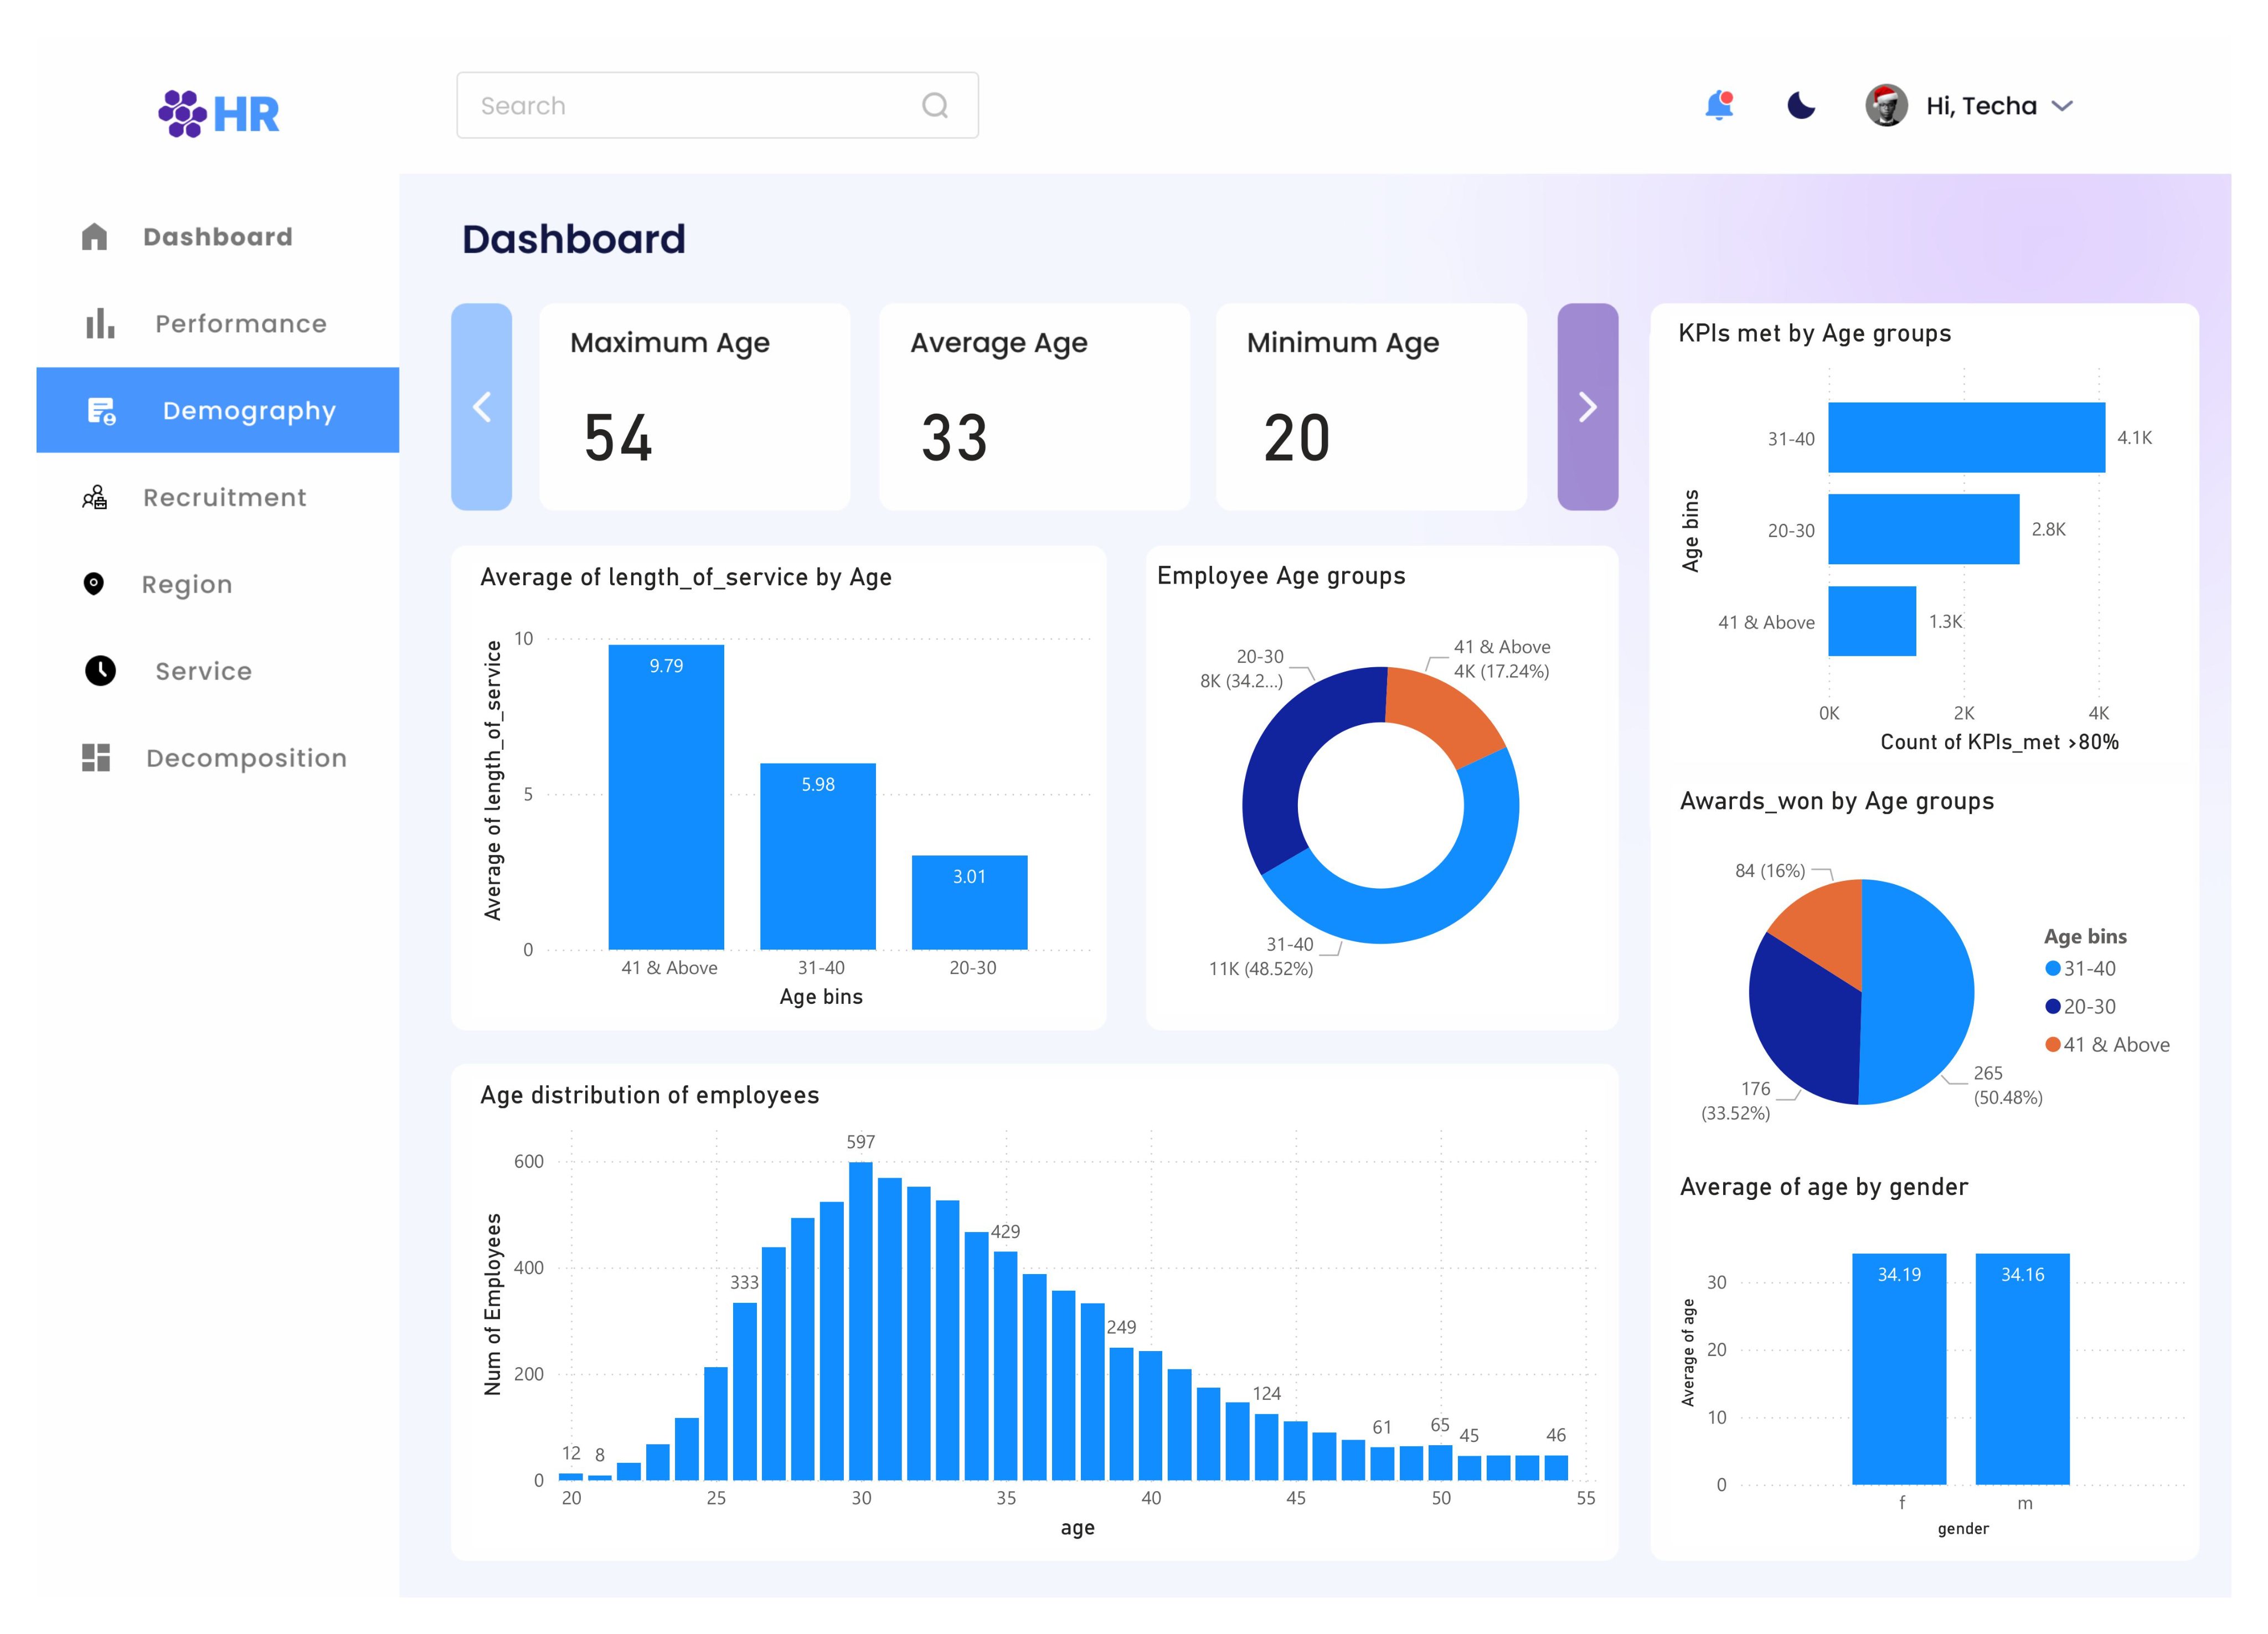 HR
Search
Hi, Techa
Dashboard
Performance
Demography
Recruitment
Region
Service
Decomposition
Dashboard
Maximum Age
54
Average Age
33
Minimum Age
20
Average of length_of_service by Age
Average of length_of_service
10
5
0
9.79
5.98
3.01
41 & Above
31-40
20-30
Age bins
Employee Age groups
20-30
8K (34.2...)
41 & Above
4K (17.24%)
31-40
11K (48.52%)
Age distribution of employees
Num of Employees
600
400
200
0
12
8
333
597
429
249
124
61
65
45
46
20
25
30
35
40
45
50
55
age
KPIs met by Age groups
Age bins
31-40
4.1K
20-30
2.8K
41 & Above
1.3K
0K
2K
4K
Count of KPIs_met >80%
Awards_won by Age groups
84 (16%)
176
(33.52%)
265
(50.48%)
Age bins
31-40
20-30
41 & Above
Average of age by gender
Average of age
30
20
10
0
34.19
34.16
f
m
gender